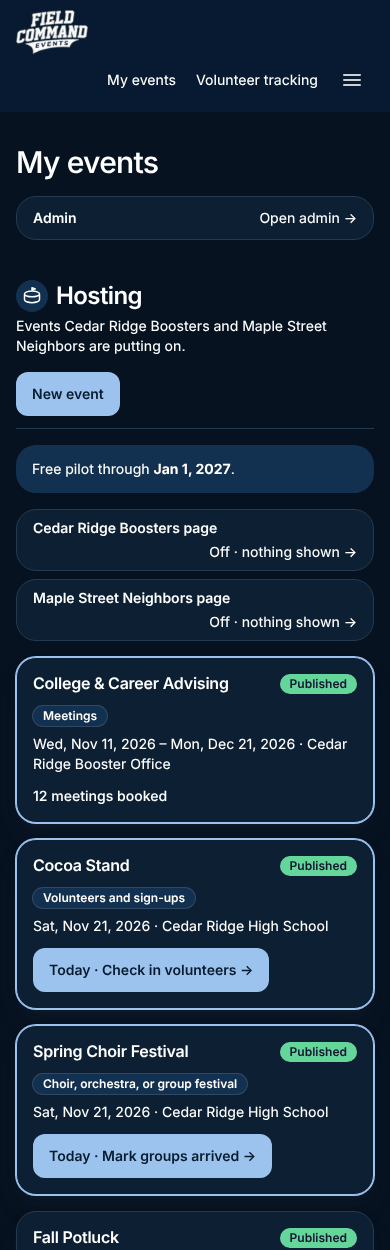 FIELD
COMMAND
EVENTS
My events
Volunteer tracking
My events
Admin
Open admin →
Hosting
Events Cedar Ridge Boosters and Maple Street
Neighbors are putting on.
New event
Free pilot through Jan 1, 2027.
Cedar Ridge Boosters page
Off · nothing shown →
Maple Street Neighbors page
Off · nothing shown →
College & Career Advising
Published
Meetings
Wed, Nov 11, 2026 – Mon, Dec 21, 2026 · Cedar
Ridge Booster Office
12 meetings booked
Cocoa Stand
Published
Volunteers and sign-ups
Sat, Nov 21, 2026 · Cedar Ridge High School
Today · Check in volunteers →
Spring Choir Festival
Published
Choir, orchestra, or group festival
Sat, Nov 21, 2026 · Cedar Ridge High School
Today · Mark groups arrived →
Fall Potluck
Published